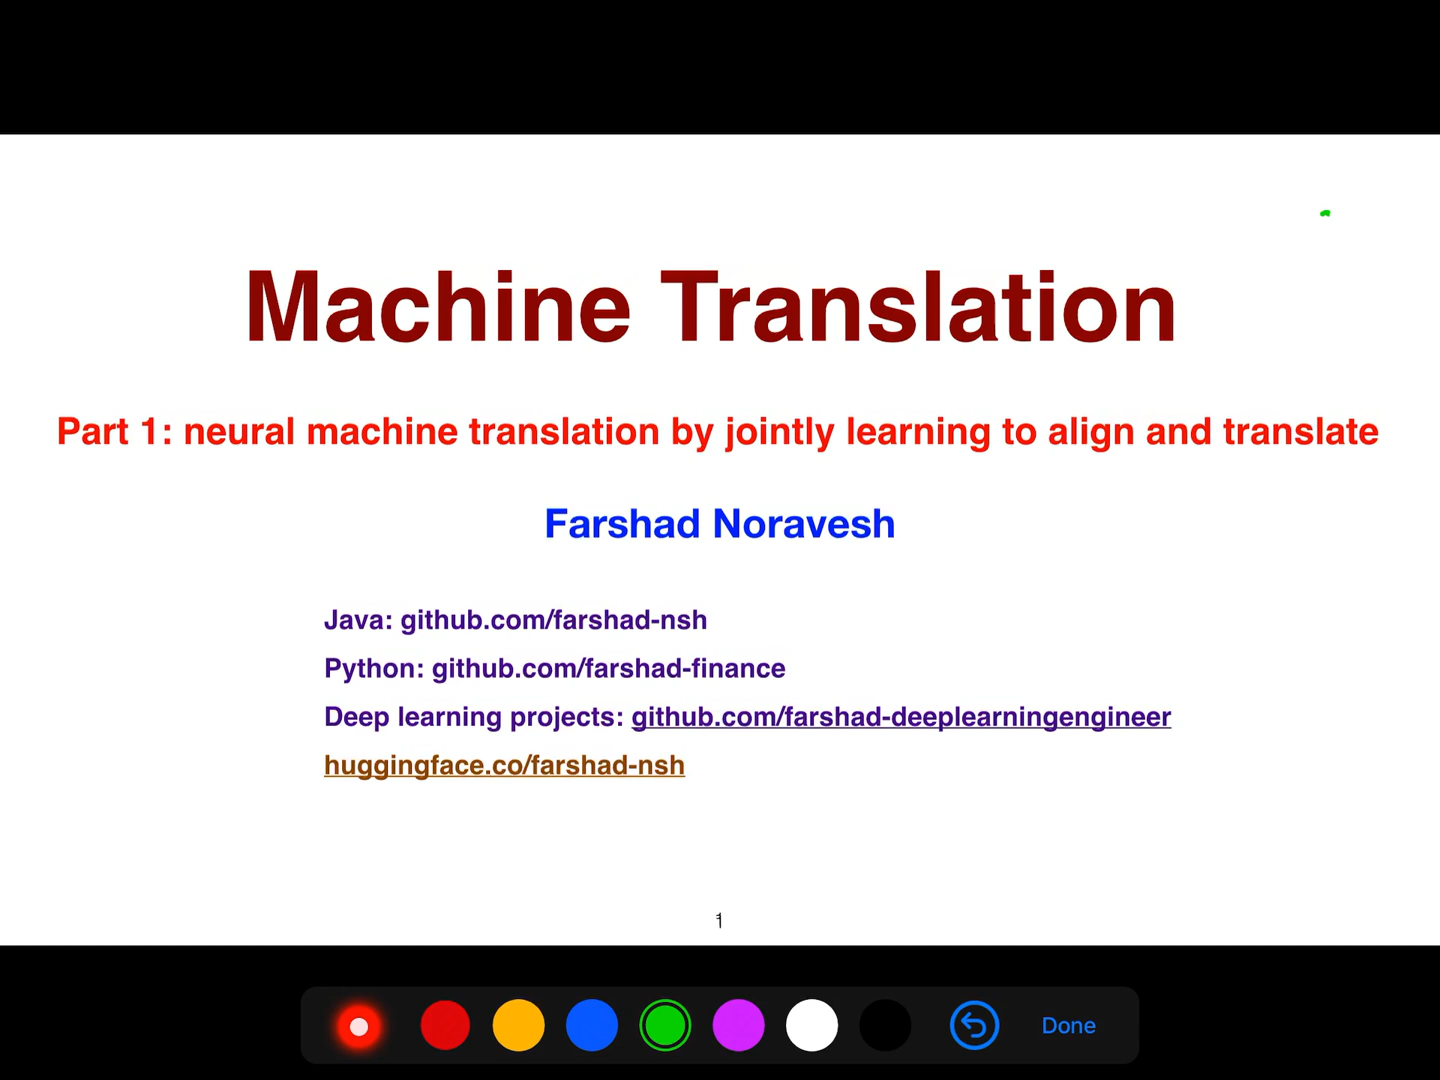 Machine Translation
Part 1: neural machine translation by jointly learning to align and translate
Farshad Noravesh
Java: github.com/farshad-nsh
Python: github.com/farshad-finance
Deep learning projects: github.com/farshad-deeplearningengineer
huggingface.co/farshad-nsh
1
Done